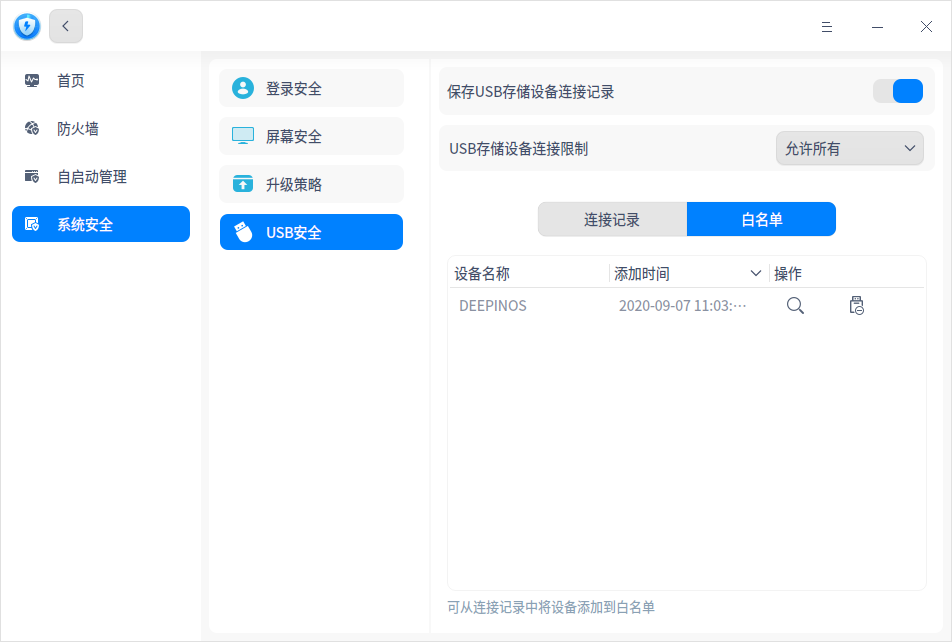 首页
防火墙
自启动管理
系统安全
登录安全
屏幕安全
升级策略
USB安全
保存USB存储设备连接记录
USB存储设备连接限制
允许所有
连接记录
白名单
设备名称
添加时间
操作
DEEPINOS
2020-09-07 11:03:···
可从连接记录中将设备添加到白名单